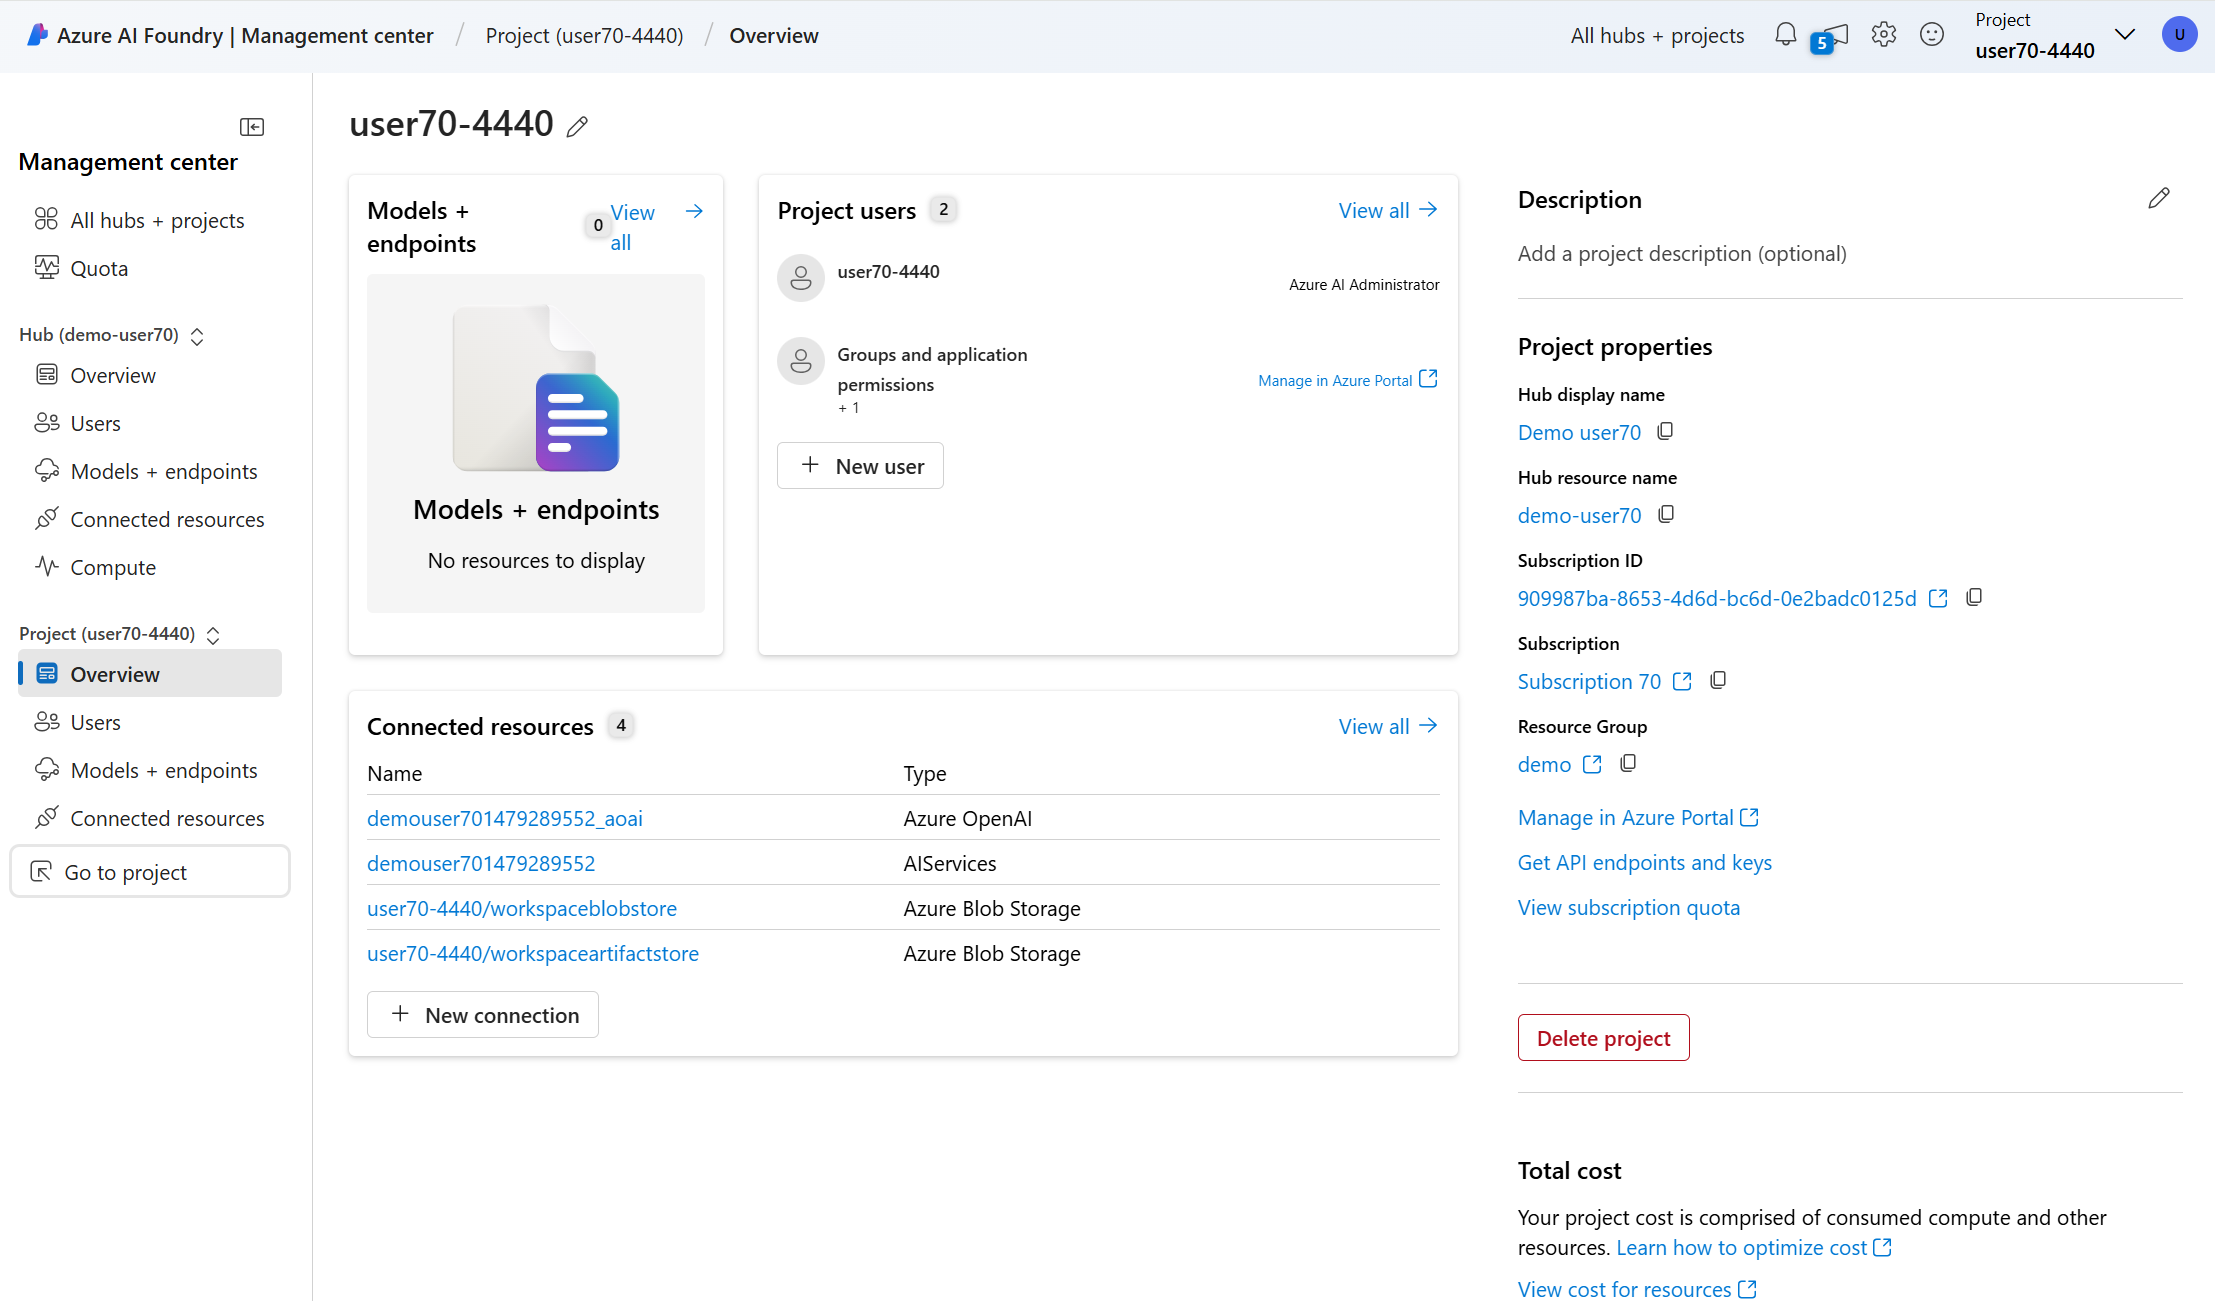 Azure AI Foundry | Management center / Project (user70-4440) / Overview
All hubs + projects
5
Project
user70-4440
U
Management center
All hubs + projects
Quota
Hub (demo-user70)
Overview
Users
Models + endpoints
Connected resources
Compute
Project (user70-4440)
Overview
Users
Models + endpoints
Connected resources
Go to project
user70-4440
Models +
endpoints
0
View
all
Models + endpoints
No resources to display
Project users 2
View all
user70-4440
Azure AI Administrator
Groups and application
permissions
+ 1
Manage in Azure Portal
+ New user
Connected resources 4
View all
Name Type
demouser701479289552_aoai Azure OpenAI
demouser701479289552 AIServices
user70-4440/workspaceblobstore Azure Blob Storage
user70-4440/workspaceartifactstore Azure Blob Storage
+ New connection
Description
Add a project description (optional)
Project properties
Hub display name
Demo user70
Hub resource name
demo-user70
Subscription ID
909987ba-8653-4d6d-bc6d-0e2badc0125d
Subscription
Subscription 70
Resource Group
demo
Manage in Azure Portal
Get API endpoints and keys
View subscription quota
Delete project
Total cost
Your project cost is comprised of consumed compute and other
resources. Learn how to optimize cost
View cost for resources